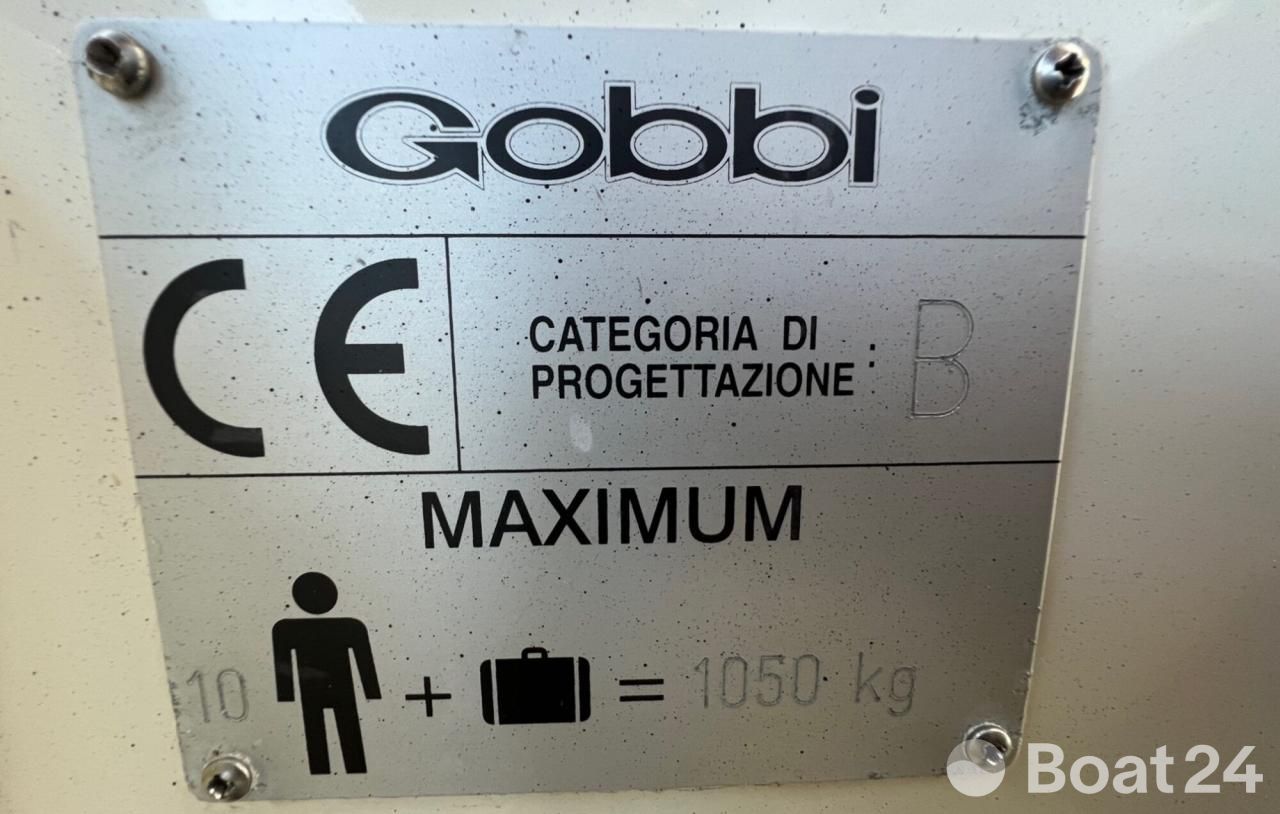 Gobbi
CE
CATEGORIA DI
PROGETTAZIONE : B
MAXIMUM
10 + = 1050 kg
Boat24